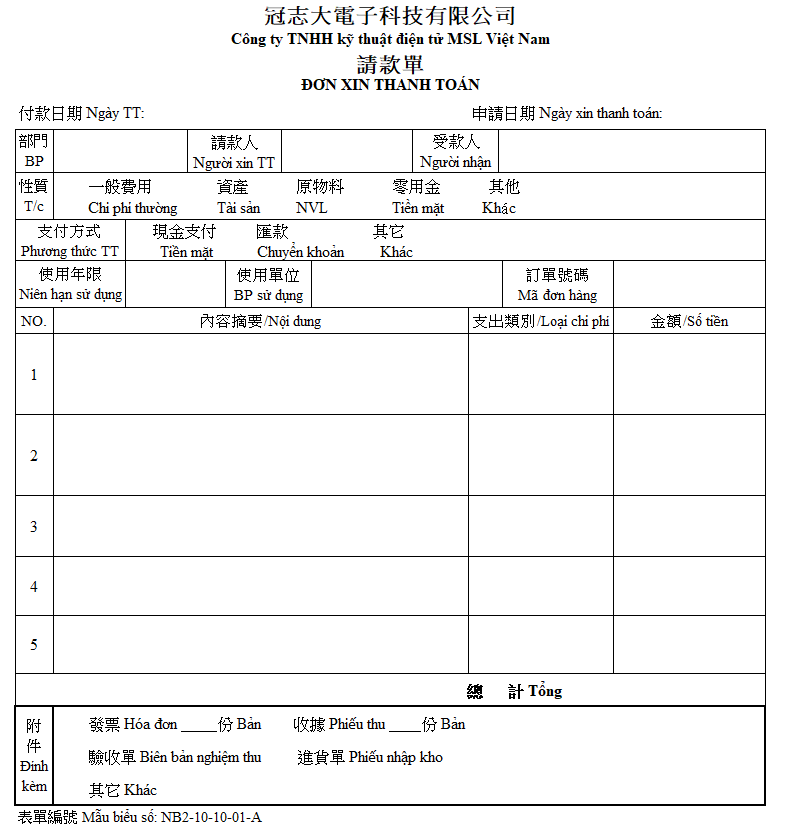 冠志大電子科技有限公司
Công ty TNHH kỹ thuật điện tử MSL Việt Nam
請款單
ĐƠN XIN THANH TOÁN
付款日期 Ngày TT: 申請日期 Ngày xin thanh toán:
部門 請款人 受款人
BP Người xin TT Người nhận
性質 一般費用 資產 原物料 零用金 其他
T/c Chi phi thường Tài sản NVL Tiền mặt Khác
支付方式 現金支付 匯款 其它
Phương thức TT Tiền mặt Chuyển khoản Khác
使用年限 使用單位 訂單號碼
Niên hạn sử dụng BP sử dụng Mã đơn hàng
NO. 內容摘要/Nội dung 支出類別/Loại chi phi 金額/Số tiền
1
2
3
4
5
總 計 Tổng
附
件
Đính
kèm
發票 Hóa đơn _____份 Bản 收據 Phiếu thu ____份 Bản
驗收單 Biên bản nghiệm thu 進貨單 Phiếu nhập kho
其它 Khác
表單編號 Mẫu biểu số: NB2-10-10-01-A